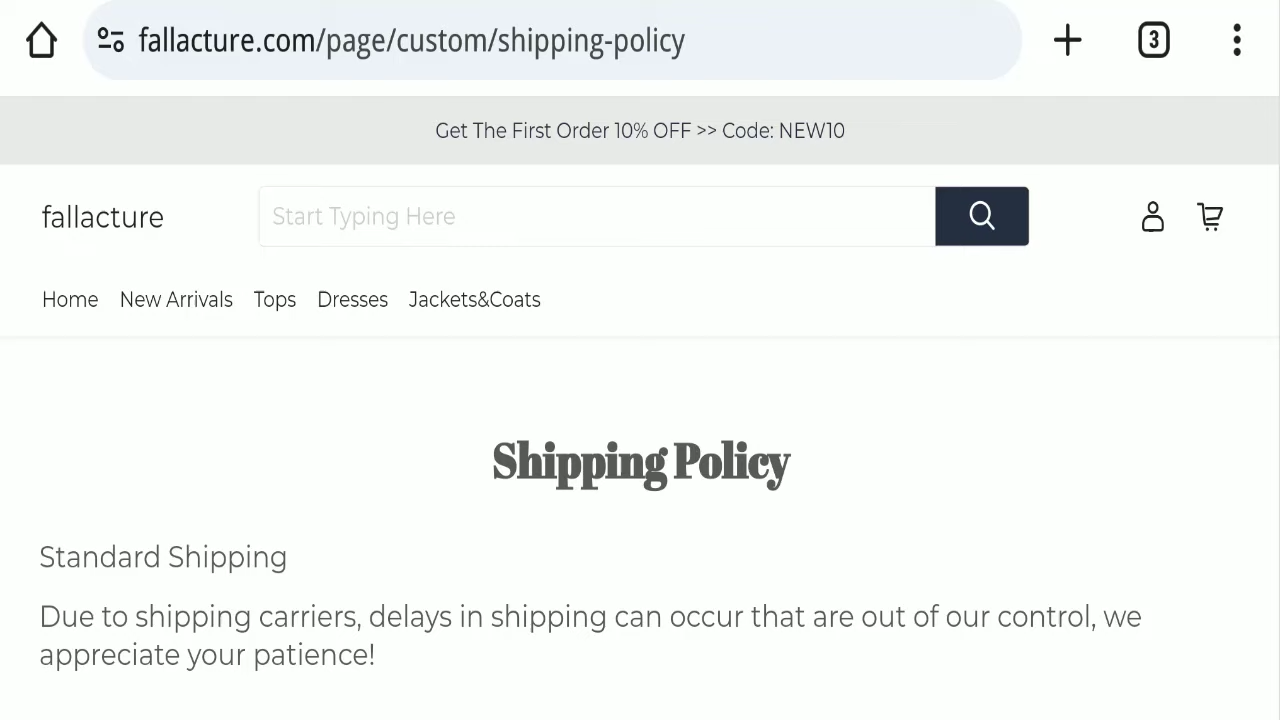 fallacture.com/page/custom/shipping-policy
3
Get The First Order 10% OFF >> Code: NEW10
fallacture
Start Typing Here
Home New Arrivals Tops Dresses Jackets&Coats
Shipping Policy
Standard Shipping
Due to shipping carriers, delays in shipping can occur that are out of our control, we
appreciate your patience!